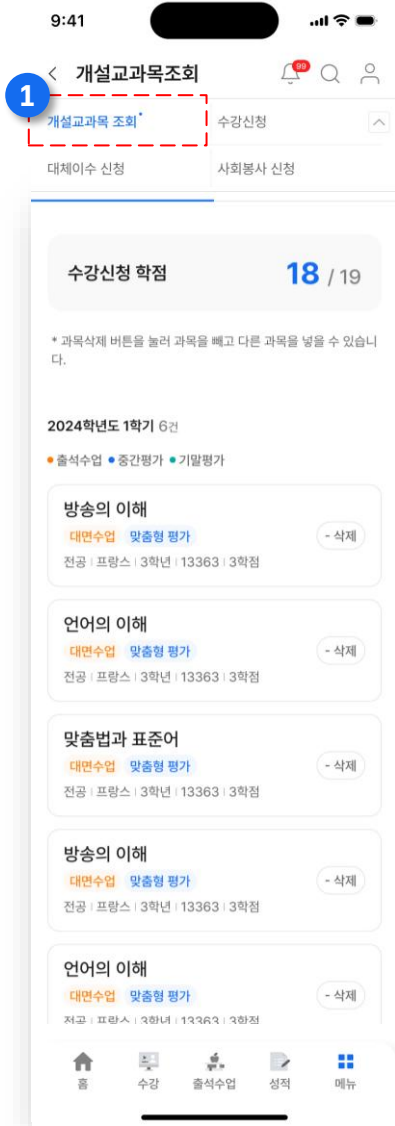 9:41
개설교과목조회
99
1
개설교과목 조회
수강신청
대체이수 신청
사회봉사 신청
수강신청 학점
18 / 19
* 과목삭제 버튼을 눌러 과목을 빼고 다른 과목을 넣을 수 있습니
다.
2024학년도 1학기 6건
출석수업 중간평가 기말평가
방송의 이해
대면수업 맞춤형 평가
- 삭제
전공 | 프랑스 | 3학년 | 13363 | 3학점
언어의 이해
대면수업 맞춤형 평가
- 삭제
전공 | 프랑스 | 3학년 | 13363 | 3학점
맞춤법과 표준어
대면수업 맞춤형 평가
- 삭제
전공 | 프랑스 | 3학년 | 13363 | 3학점
방송의 이해
대면수업 맞춤형 평가
- 삭제
전공 | 프랑스 | 3학년 | 13363 | 3학점
언어의 이해
대면수업 맞춤형 평가
- 삭제
전공 | 프랑스 | 3학년 | 13363 | 3학점
홈 수강 출석수업 성적 메뉴